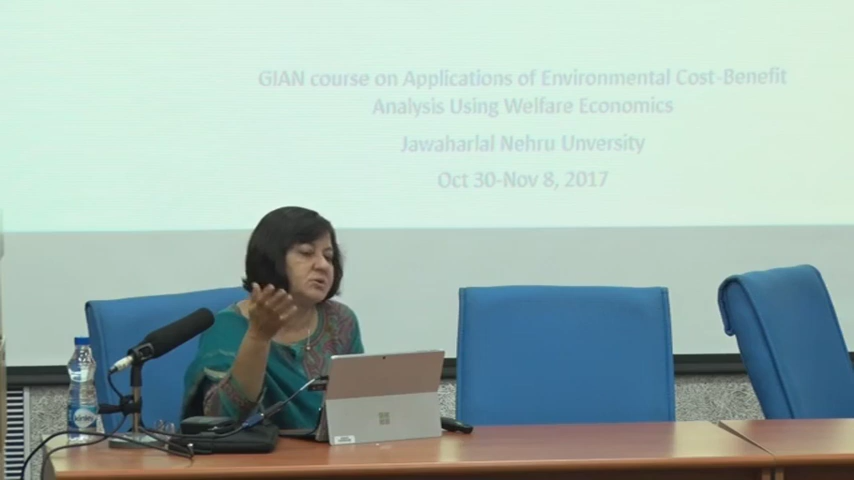 GIAN course on Applications of Environmental Cost-Benefit
Analysis Using Welfare Economics
Jawaharlal Nehru Unversity
Oct 30-Nov 8, 2017